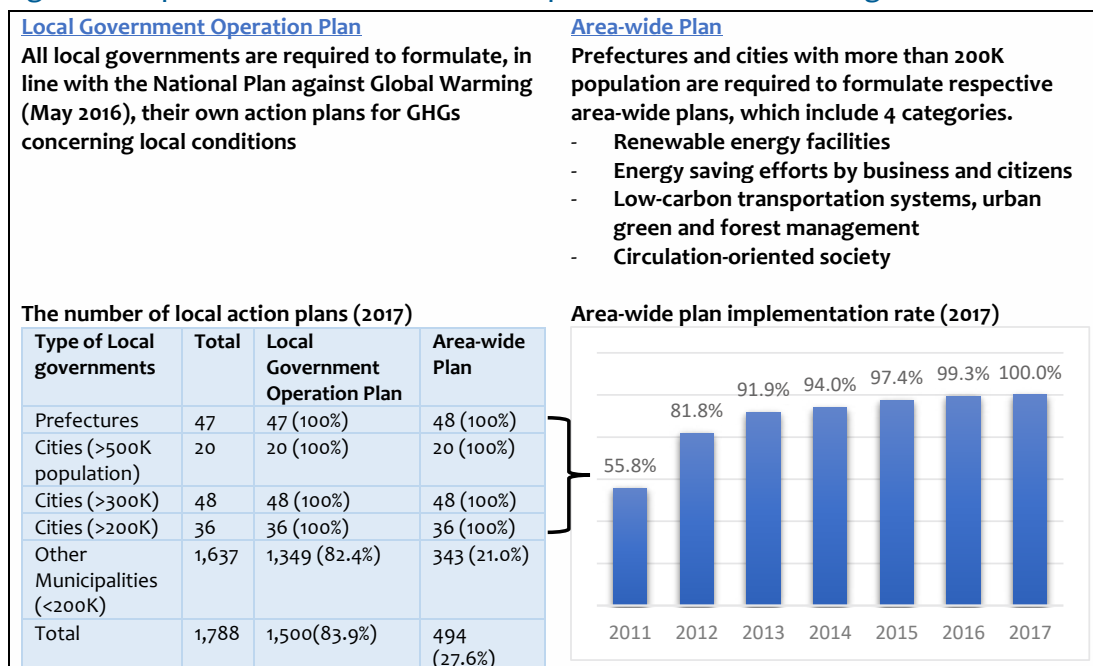 Local Government Operation Plan
All local governments are required to formulate, in
line with the National Plan against Global Warming
(May 2016), their own action plans for GHGs
concerning local conditions
Area-wide Plan
Prefectures and cities with more than 200K
population are required to formulate respective
area-wide plans, which include 4 categories.
- Renewable energy facilities
- Energy saving efforts by business and citizens
- Low-carbon transportation systems, urban
green and forest management
- Circulation-oriented society
The number of local action plans (2017)
Type of Local
governments
Total
Local
Government
Operation Plan
Area-wide
Plan
Prefectures 47 47 (100%) 48 (100%)
Cities (>500K 20 20 (100%) 20 (100%)
population)
Cities (>300K) 48 48 (100%) 48 (100%)
Cities (>200K) 36 36 (100%) 36 (100%)
Other 1,637 1,349 (82.4%) 343 (21.0%)
Municipalities
(<200K)
Total 1,788 1,500(83.9%) 494
(27.6%)
Area-wide plan implementation rate (2017)
55.8% 81.8% 91.9% 94.0% 97.4% 99.3% 100.0%
2011 2012 2013 2014 2015 2016 2017